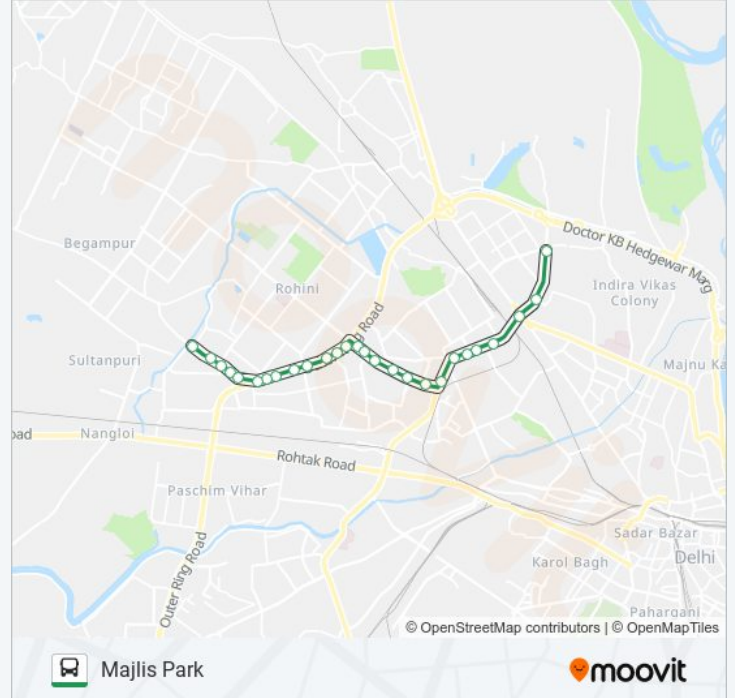 Doctor KB Hedgewar Marg
Begampur
Indira Vikas
Colony
Rohini
Road
Sultanpuri
Majnu Ka
Nangloi
Rohtak Road
Paschim Vihar
Sadar Bazar
Outer Ring Road
Karol Bagh
Delhi
Paharganj
© OpenStreetMap contributors | © OpenMapTiles
Majlis Park
moovit